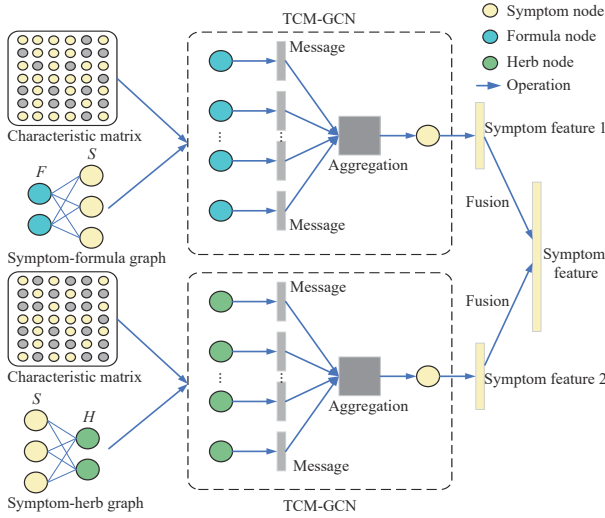 TCM-GCN
Symptom node
Formula node
Herb node
Operation
Message
Characteristic matrix
F
S
Symptom-formula graph
...
...
Aggregation
Message
Symptom feature 1
Fusion
Symptom
feature
Fusion
Message
Characteristic matrix
S
H
Symptom-herb graph
...
...
Aggregation
Message
Symptom feature 2
TCM-GCN